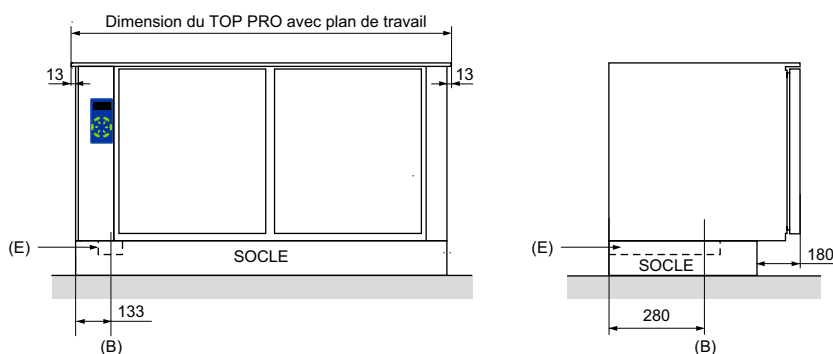 Dimension du TOP PRO avec plan de travail
13
13
(E)
(E)
SOCLE
SOCLE
180
133
280
(B)
(B)